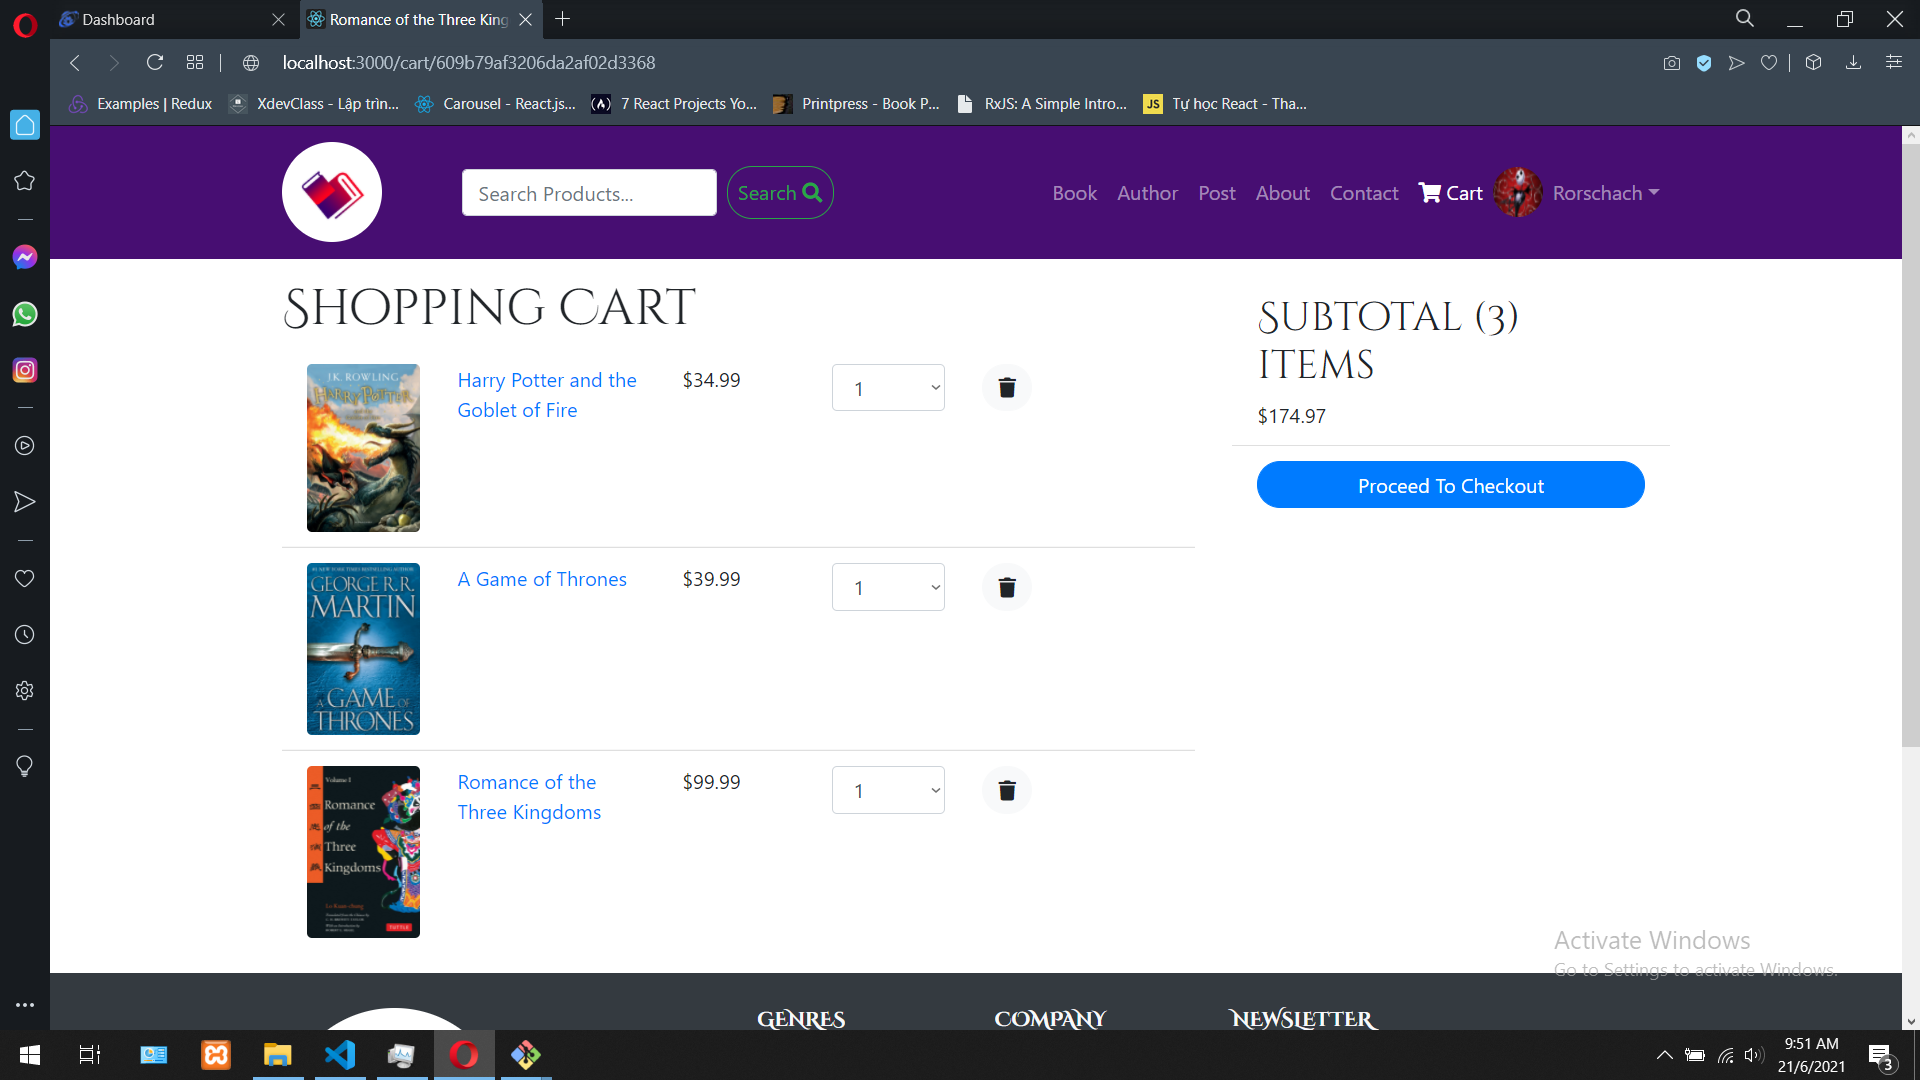 Dashboard
Romance of the Three King
localhost:3000/cart/609b79af3206da2af02d3368
Examples | Redux
XdevClass - Lập trìn...
Carousel - React.js...
7 React Projects Yo...
Printpress - Book P...
RxJS: A Simple Intro...
JS
Tự học React - Tha...
Search Products...
Search
Book
Author
Post
About
Contact
Cart
Rorschach
Shopping Cart
J.K. ROWLING
HARRY POTTER
Harry Potter and the
Goblet of Fire
$34.99
1
GEORGE R.R.
MARTIN
A GAME OF
THRONES
A Game of Thrones
$39.99
1
Volume 1
Romance
of the
Three
Kingdoms
TUTTLE
Romance of the
Three Kingdoms
$99.99
1
Subtotal (3)
Items
$174.97
Proceed To Checkout
Activate Windows
Go to Settings to activate Windows.
Genres
Company
Newsletter
9:51 AM
21/6/2021
3